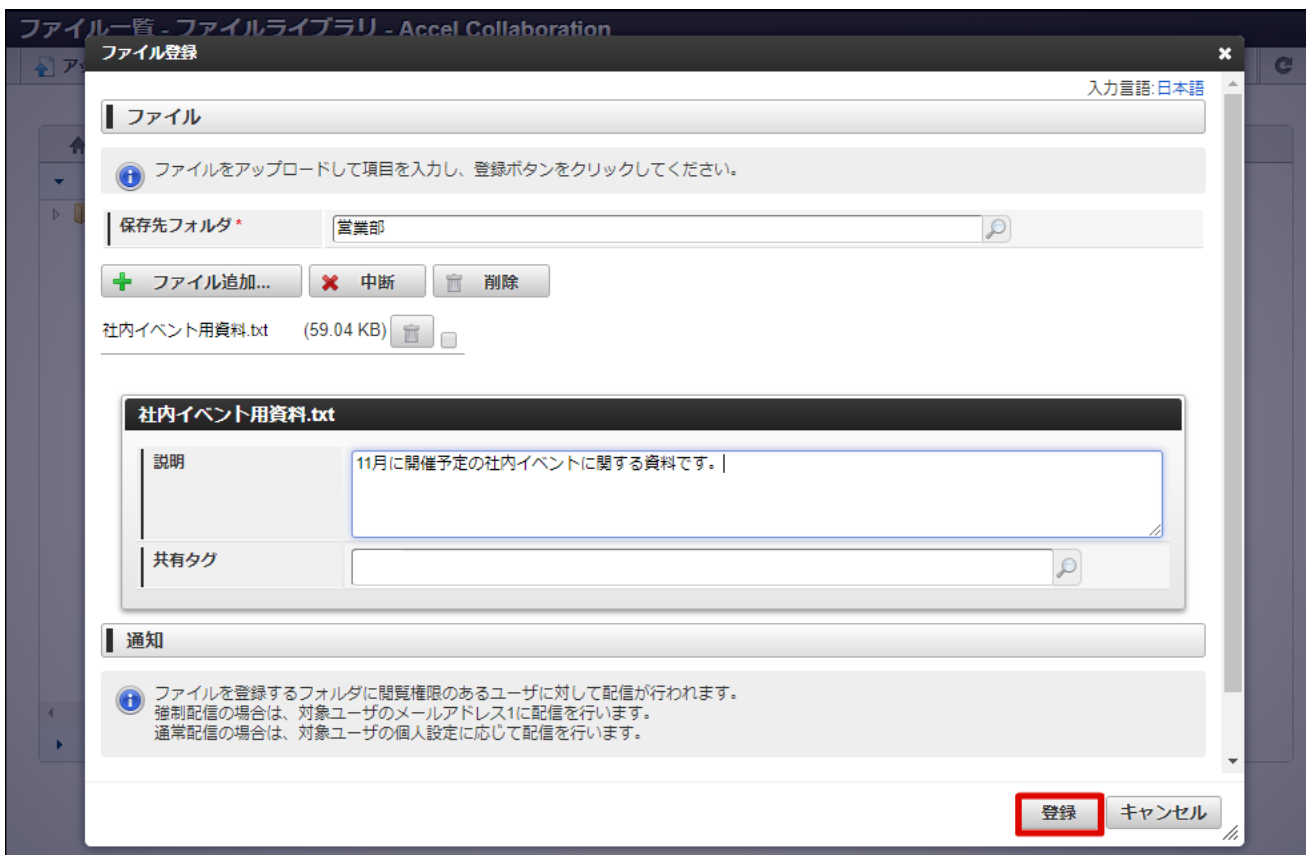 ファイル一覧 - ファイルライブラリ - Accel Collaboration
ファイル登録
入力言語:日本語
ファイル
ファイルをアップロードして項目を入力し、登録ボタンをクリックしてください。
保存先フォルダ* 営業部
ファイル追加... 中断 削除
社内イベント用資料.txt (59.04 KB)
社内イベント用資料.txt
説明 11月に開催予定の社内イベントに関する資料です。
共有タグ
通知
ファイルを登録するフォルダに閲覧権限のあるユーザに対して配信が行われます。
強制配信の場合は、対象ユーザのメールアドレス1に配信を行います。
通常配信の場合は、対象ユーザの個人設定に応じて配信を行います。
登録 キャンセル